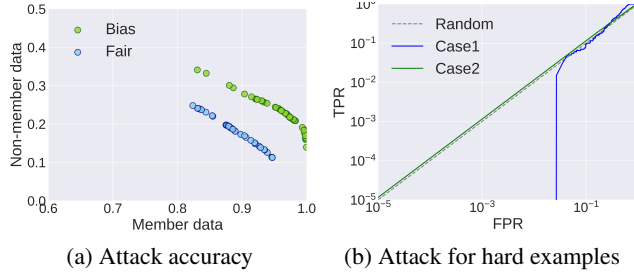 0.5
0.4
0.3
0.2
0.1
0.0
Non-member data
Bias
Fair
0.6
0.7
0.8
0.9
1.0
Member data
(a) Attack accuracy
10⁰
10⁻¹
10⁻²
10⁻³
10⁻⁴
10⁻⁵
TPR
Random
Case1
Case2
10⁻⁵
10⁻³
10⁻¹
FPR
(b) Attack for hard examples